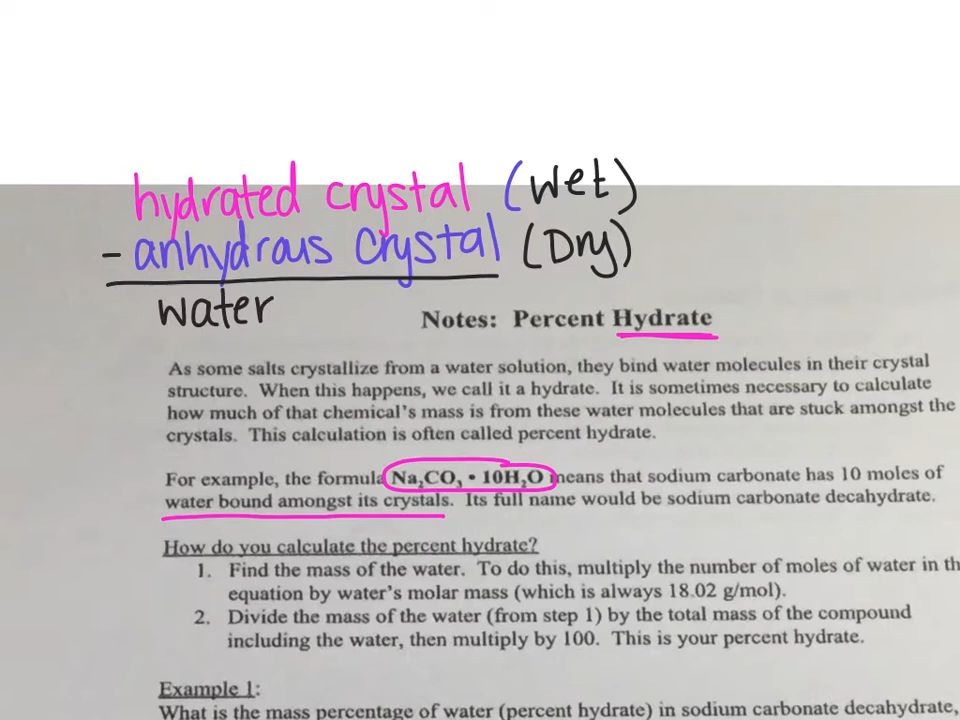 hydrated crystal (wet)
- anhydrous crystal (Dry)
water
Notes: Percent Hydrate
As some salts crystallize from a water solution, they bind water molecules in their crystal
structure. When this happens, we call it a hydrate. It is sometimes necessary to calculate
how much of that chemical's mass is from these water molecules that are stuck amongst the
crystals. This calculation is often called percent hydrate.
For example, the formula Na₂CO₃ • 10H₂O means that sodium carbonate has 10 moles of
water bound amongst its crystals. Its full name would be sodium carbonate decahydrate.
How do you calculate the percent hydrate?
1. Find the mass of the water. To do this, multiply the number of moles of water in th
equation by water's molar mass (which is always 18.02 g/mol).
2. Divide the mass of the water (from step 1) by the total mass of the compound
including the water, then multiply by 100. This is your percent hydrate.
Example 1:
What is the mass percentage of water (percent hydrate) in sodium carbonate decahydrate,